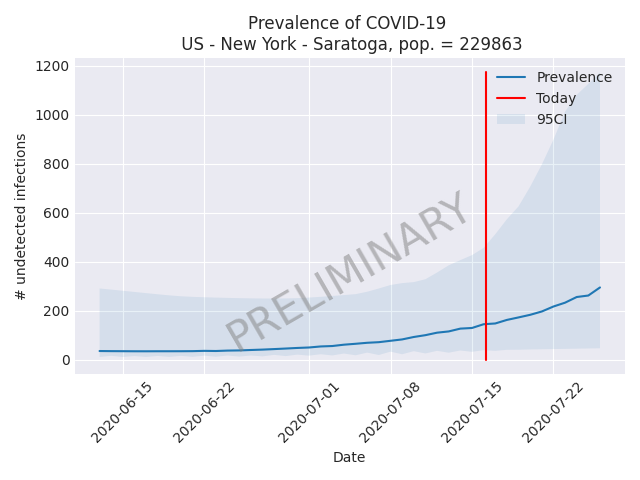 Prevalence of COVID-19
US - New York - Saratoga, pop. = 229863
1200
1000
800
600
400
200
0
# undetected infections
Prevalence
Today
95CI
PRELIMINARY
2020-06-15
2020-06-22
2020-07-01
2020-07-08
2020-07-15
2020-07-22
Date